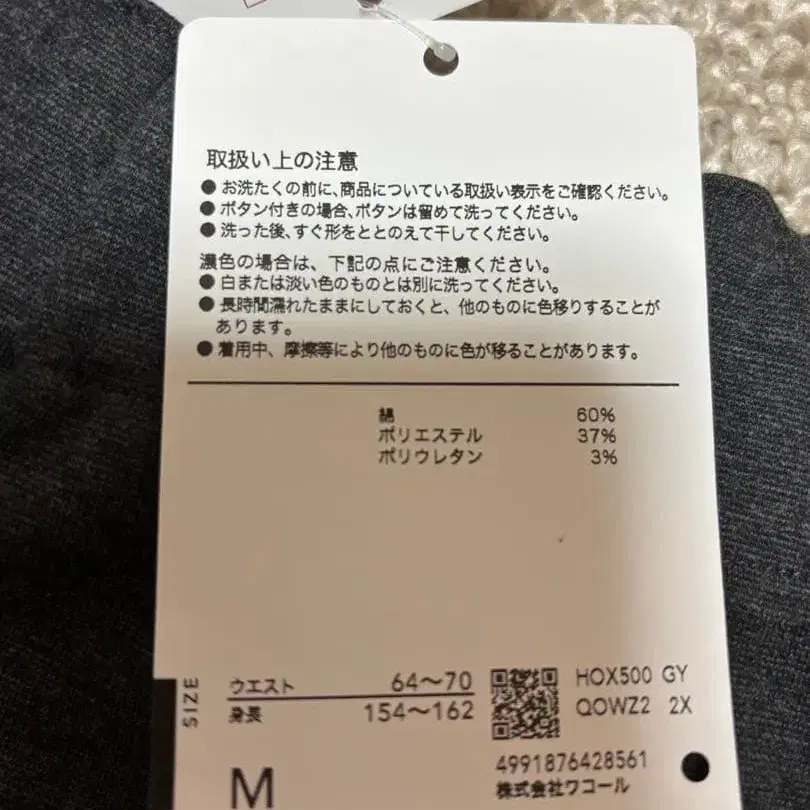 取扱い上の注意
●お洗たくの前に、商品についている取扱い表示をご確認ください。
●ボタン付きの場合、ボタンは留めて洗ってください。
●洗った後、すぐ形をととのえて干してください。
濃色の場合は、下記の点にご注意ください。
●白または淡い色のものとは別に洗ってください。
●長時間濡れたままにしておくと、他のものに色移りすることが
あります。
●着用中、摩擦等により他のものに色が移ることがあります。
綿 60%
ポリエステル 37%
ポリウレタン 3%
SIZE
ウエスト 64〜70
身長 154〜162
M
HOX500 GY
QOWZ2 2X
4991876428561
株式会社ワコール